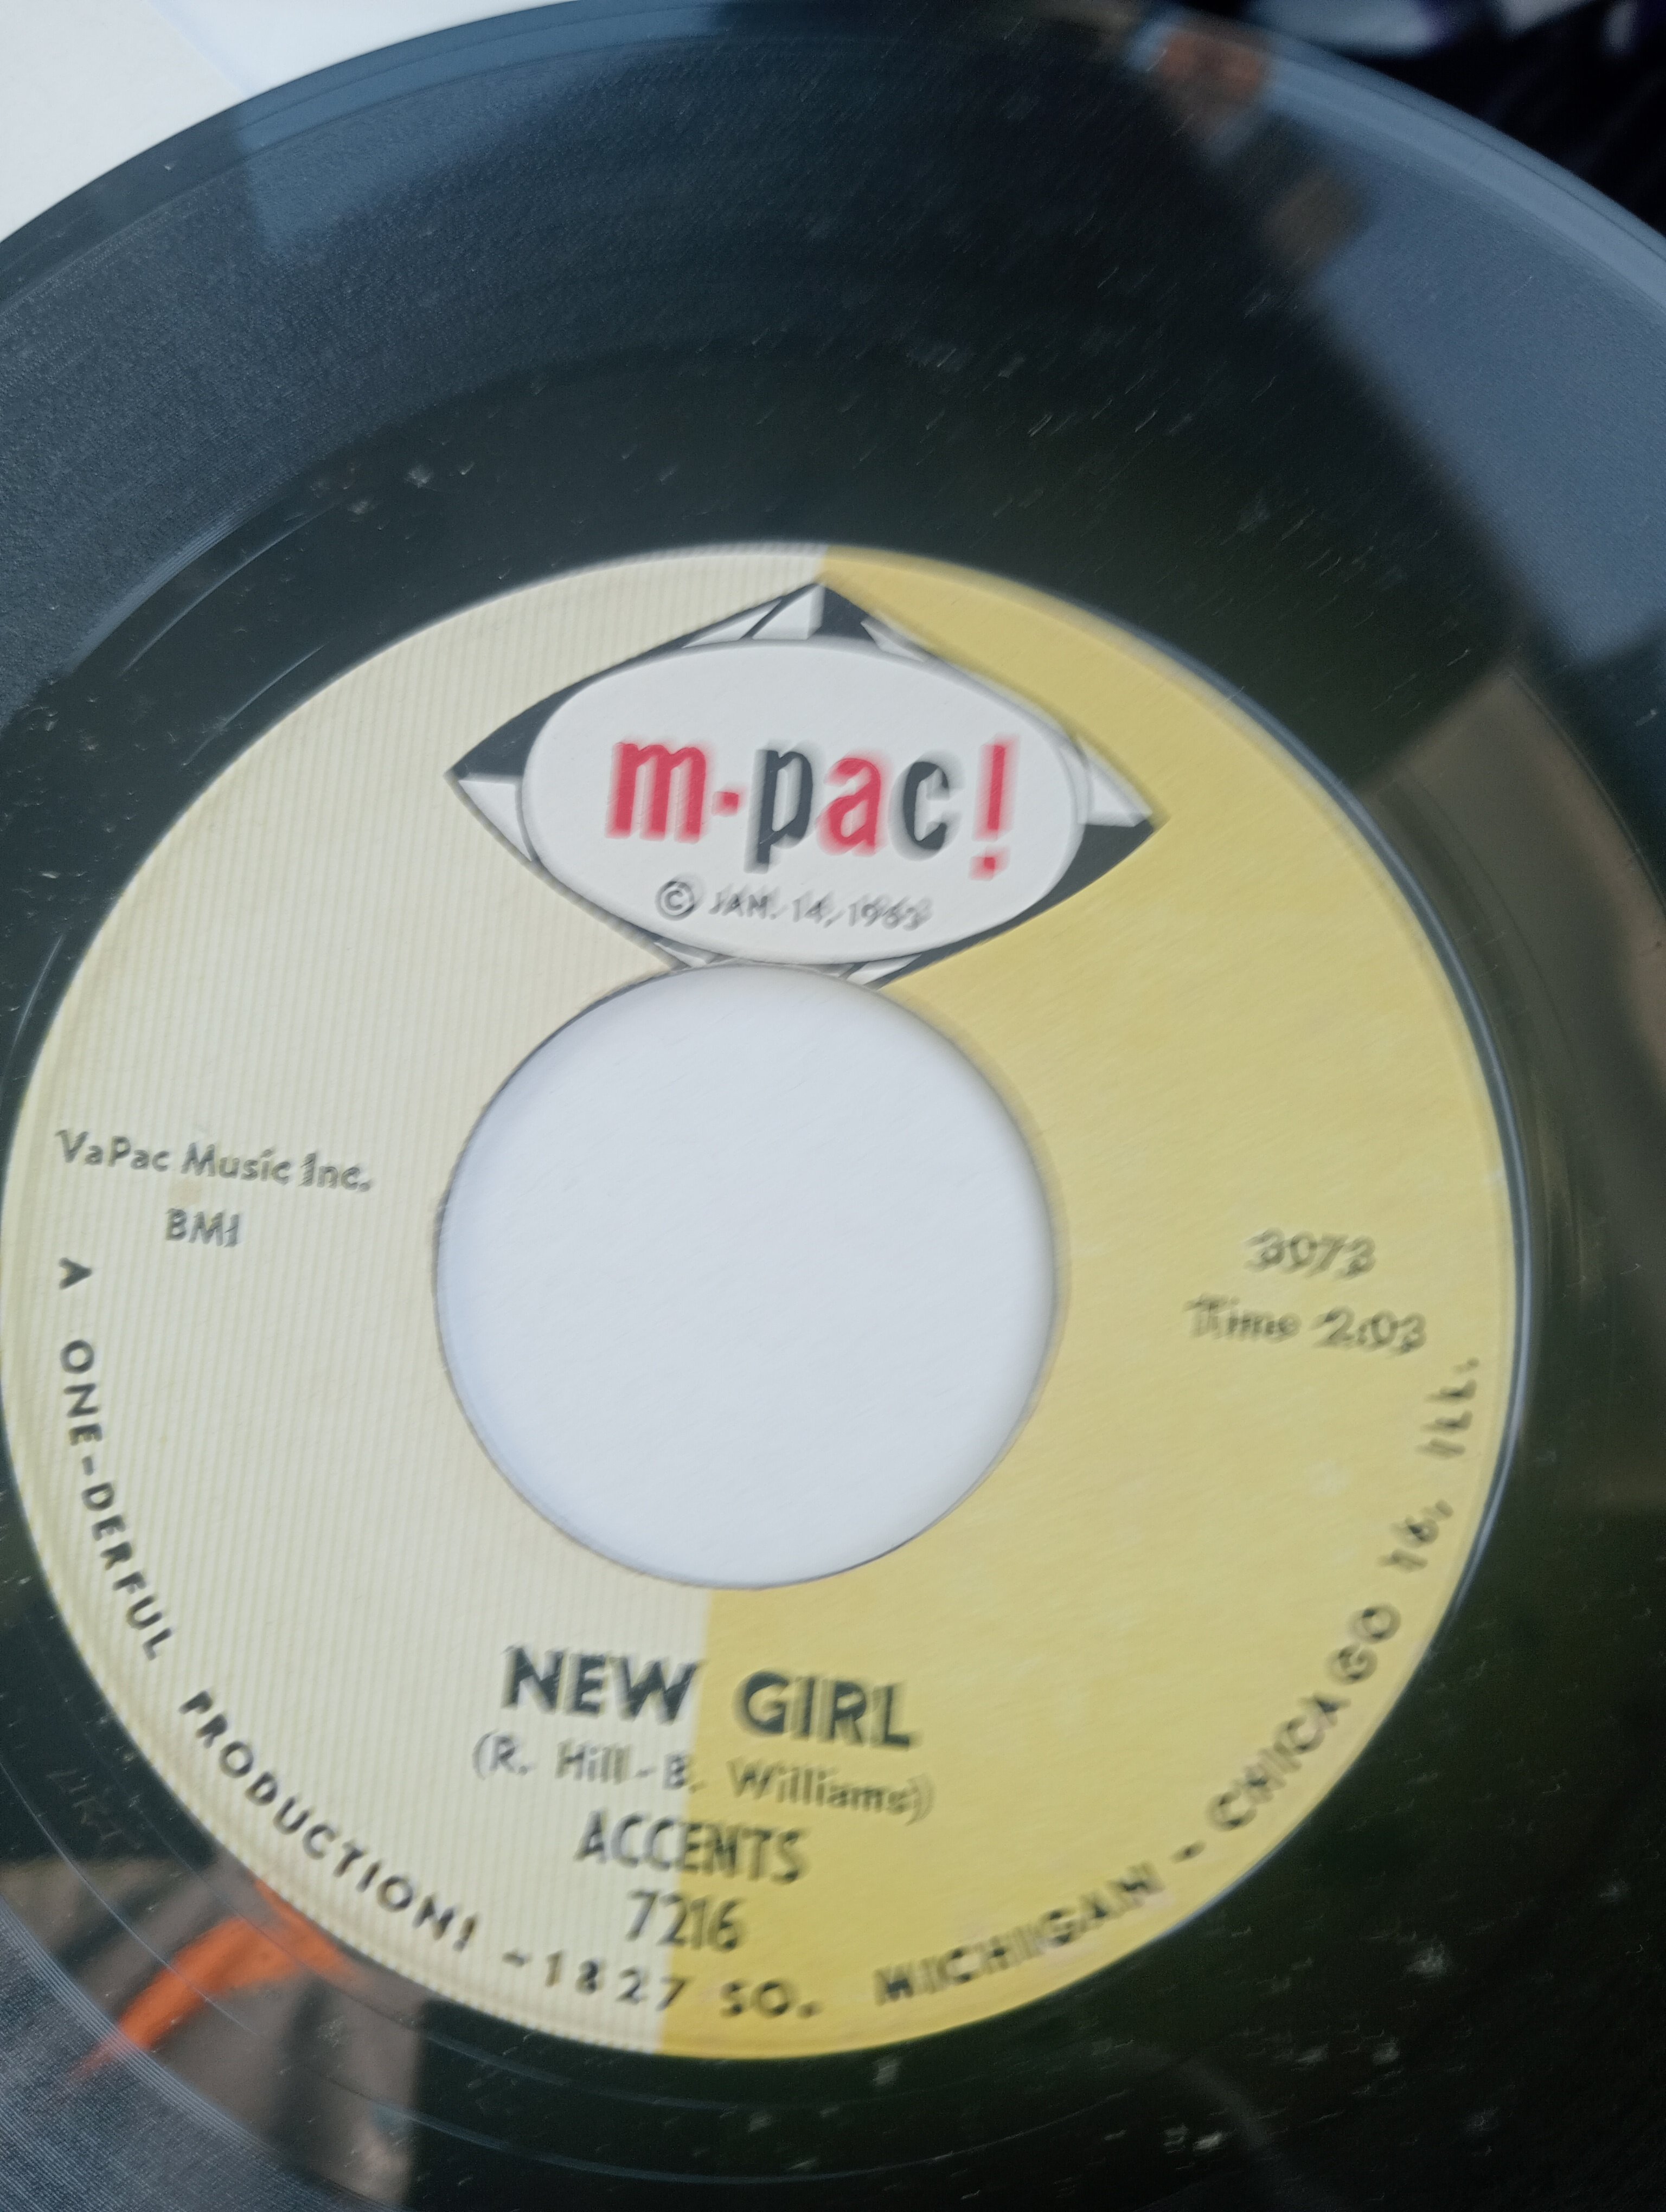 m·pac!
© JAN. 14, 1963
VaPac Music Inc.
BMI
3073
Time 2:03
NEW GIRL
(R. Hill-B. Williams)
ACCENTS
7216
A ONE-DERFUL PRODUCTION! -1827 SO. MICHIGAN - CHICAGO 16, ILL.